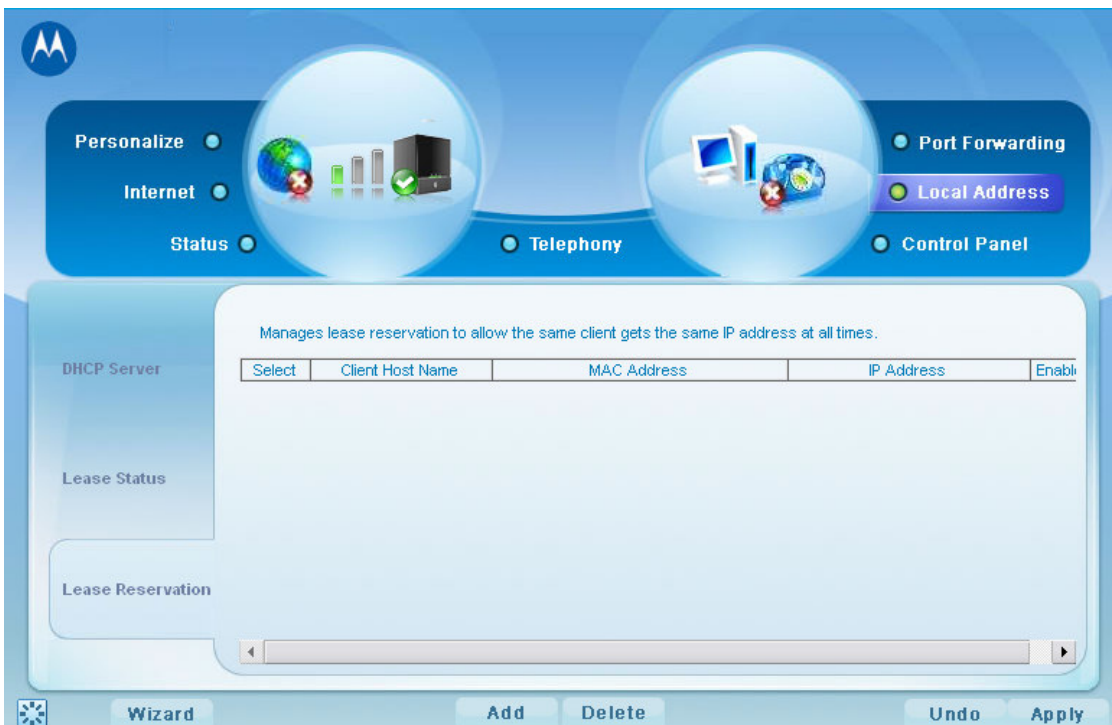 Personalize
Internet
Status
Telephony
Port Forwarding
Local Address
Control Panel
DHCP Server
Lease Status
Lease Reservation
Manages lease reservation to allow the same client gets the same IP address at all times.
Select Client Host Name MAC Address IP Address Enabl
Wizard Add Delete Undo Apply